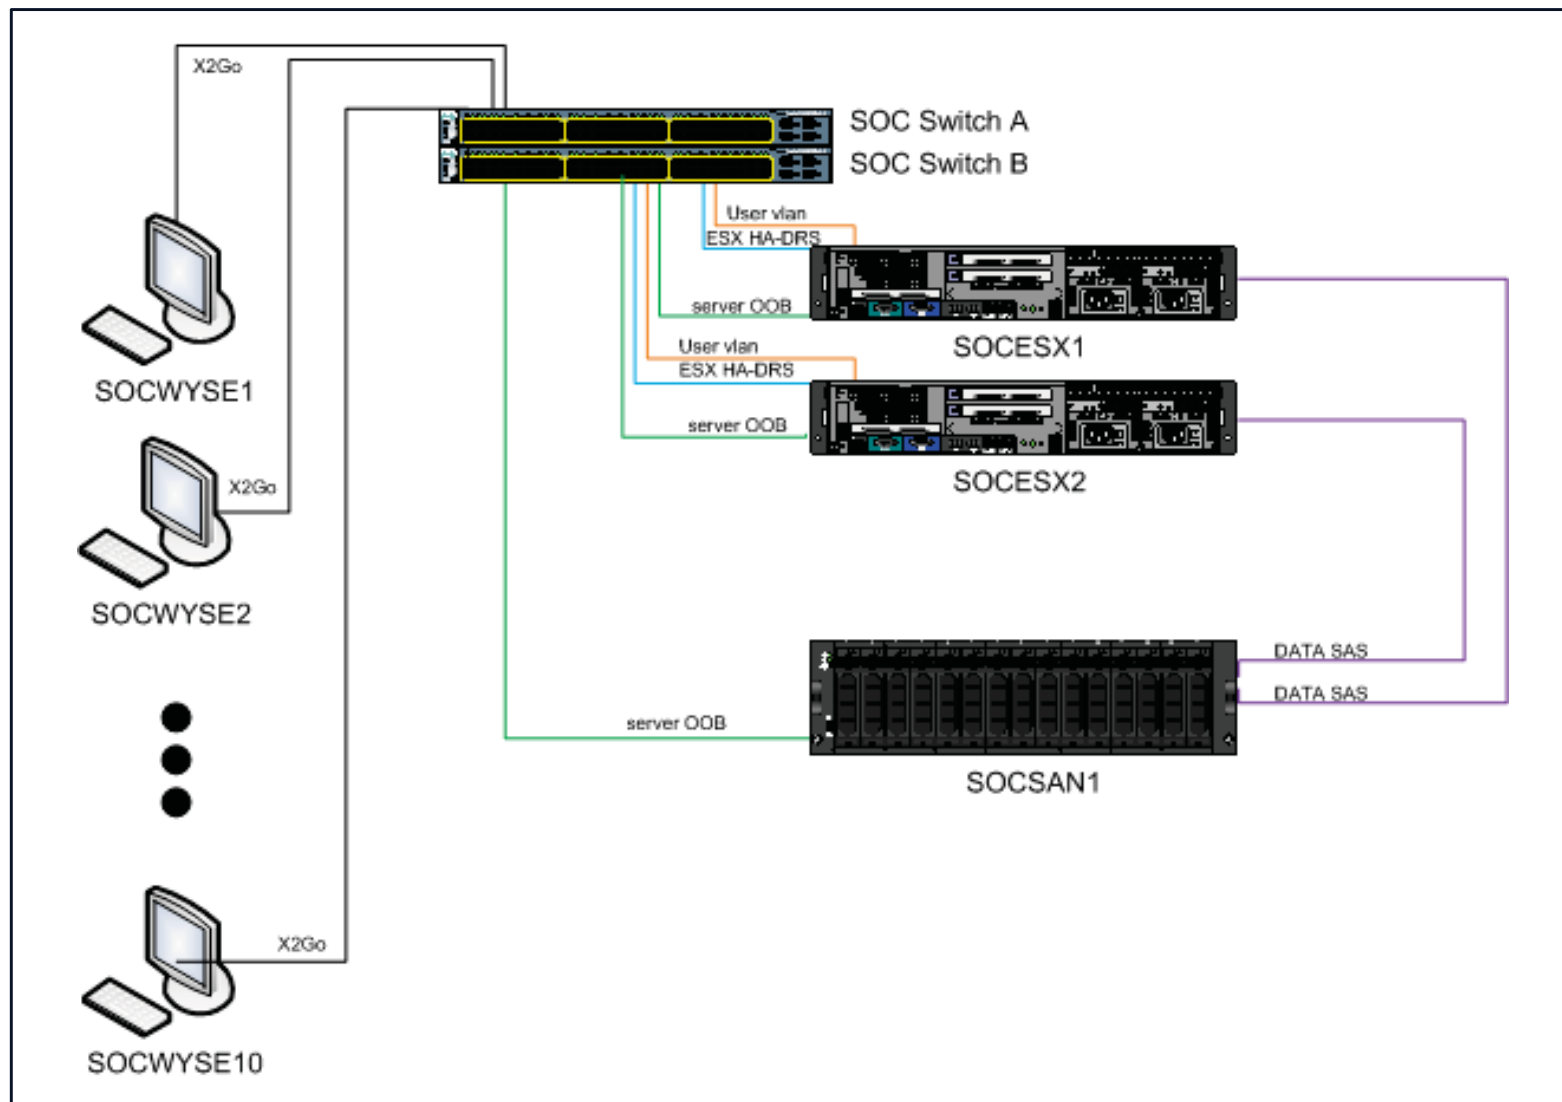 X2Go
SOC Switch A
SOC Switch B
User vlan
ESX HA-DRS
server OOB
SOCESX1
User vlan
ESX HA-DRS
server OOB
SOCESX2
SOCWYSE1
X2Go
SOCWYSE2
DATA SAS
DATA SAS
server OOB
SOCSAN1
X2Go
SOCWYSE10